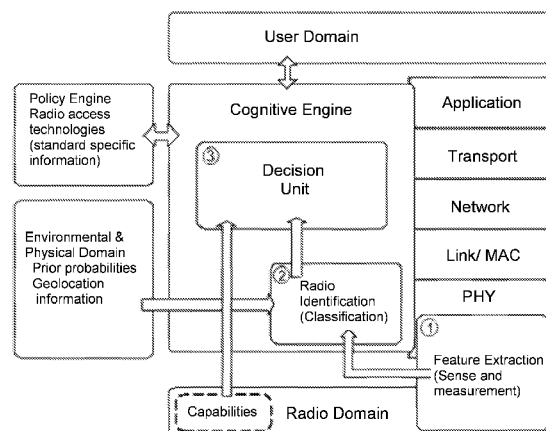 User Domain
Policy Engine
Radio access
technologies
(standard specific
information)
Cognitive Engine
③
Decision
Unit
Application
Transport
Network
Link/ MAC
PHY
Environmental &
Physical Domain
Prior probabilities
Geolocation
information
②
Radio
Identification
(Classification)
①
Feature Extraction
(Sense and
measurement)
Capabilities
Radio Domain